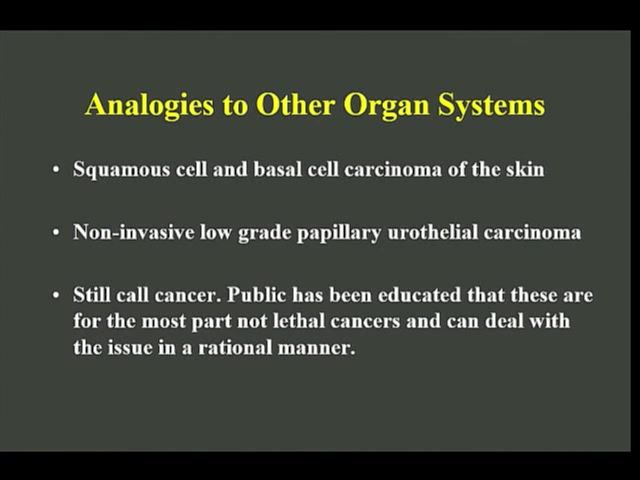 Analogies to Other Organ Systems
• Squamous cell and basal cell carcinoma of the skin
• Non-invasive low grade papillary urothelial carcinoma
• Still call cancer. Public has been educated that these are
for the most part not lethal cancers and can deal with
the issue in a rational manner.